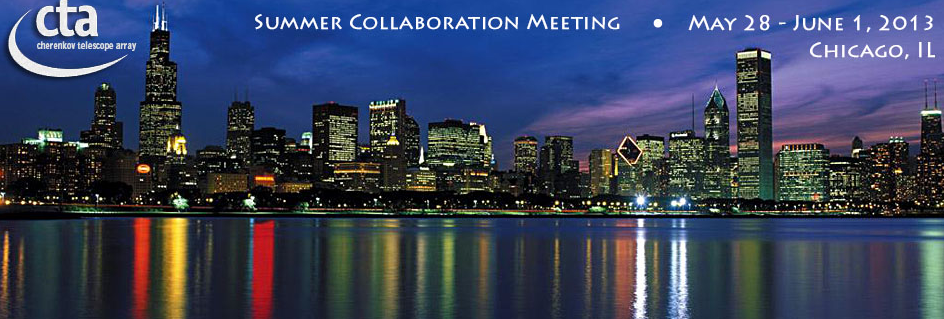 cta
cherenkov telescope array
Summer Collaboration Meeting • May 28 - June 1, 2013
Chicago, IL